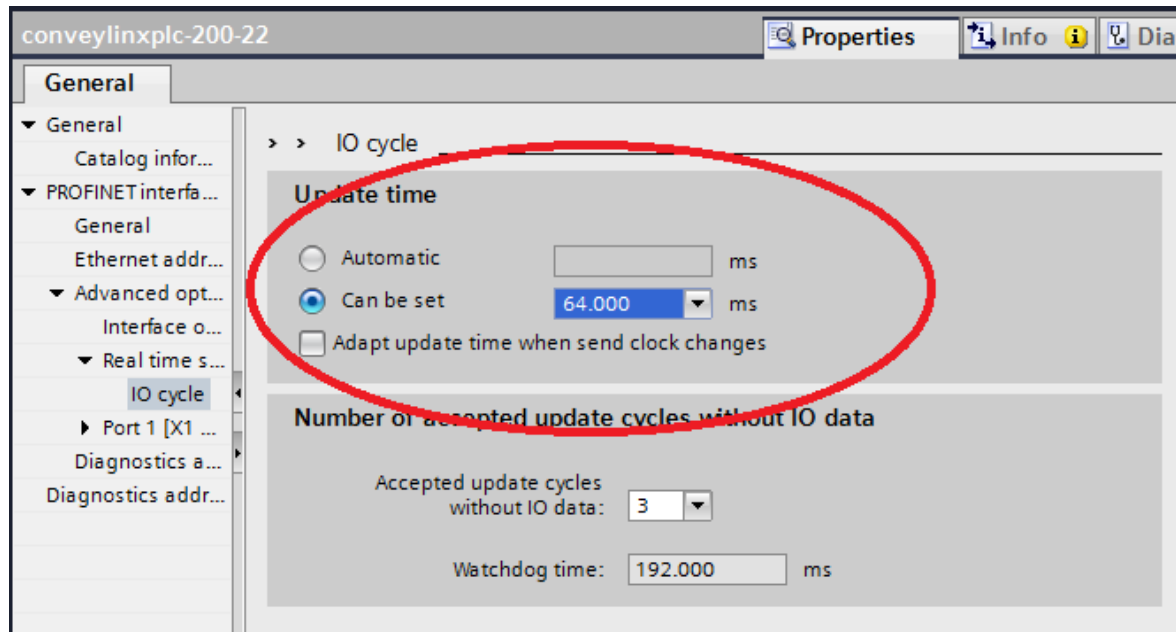 conveylinxplc-200-22
Properties
Info
Dia
General
General
Catalog infor...
PROFINET interfa...
General
Ethernet addr...
Advanced opt...
Interface o...
Real time s...
IO cycle
Port 1 [X1 ...
Diagnostics a...
Diagnostics addr...
> > IO cycle
Update time
Automatic ms
Can be set 64.000 ms
Adapt update time when send clock changes
Number of accepted update cycles without IO data
Accepted update cycles
without IO data: 3
Watchdog time: 192.000 ms